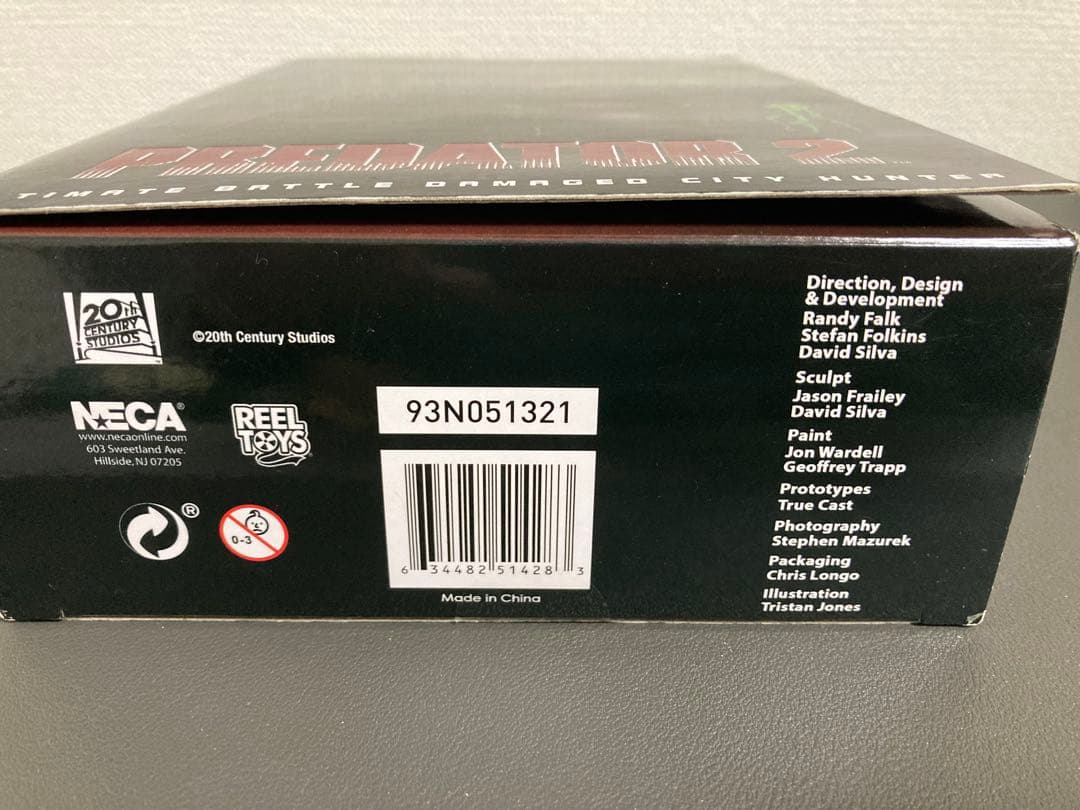 PREDATOR 2
TIMATE BATTLE DAMAGED CITY HUNTER
20TH
CENTURY
STUDIOS
©20th Century Studios
NECA®
www.necaonline.com
603 Sweetland Ave.
Hillside, NJ 07205
REEL
TOYS
®
0-3
93N051321
6 34482 51428 3
Made in China
Direction, Design
& Development
Randy Falk
Stefan Folkins
David Silva
Sculpt
Jason Frailey
David Silva
Paint
Jon Wardell
Geoffrey Trapp
Prototypes
True Cast
Photography
Stephen Mazurek
Packaging
Chris Longo
Illustration
Tristan Jones